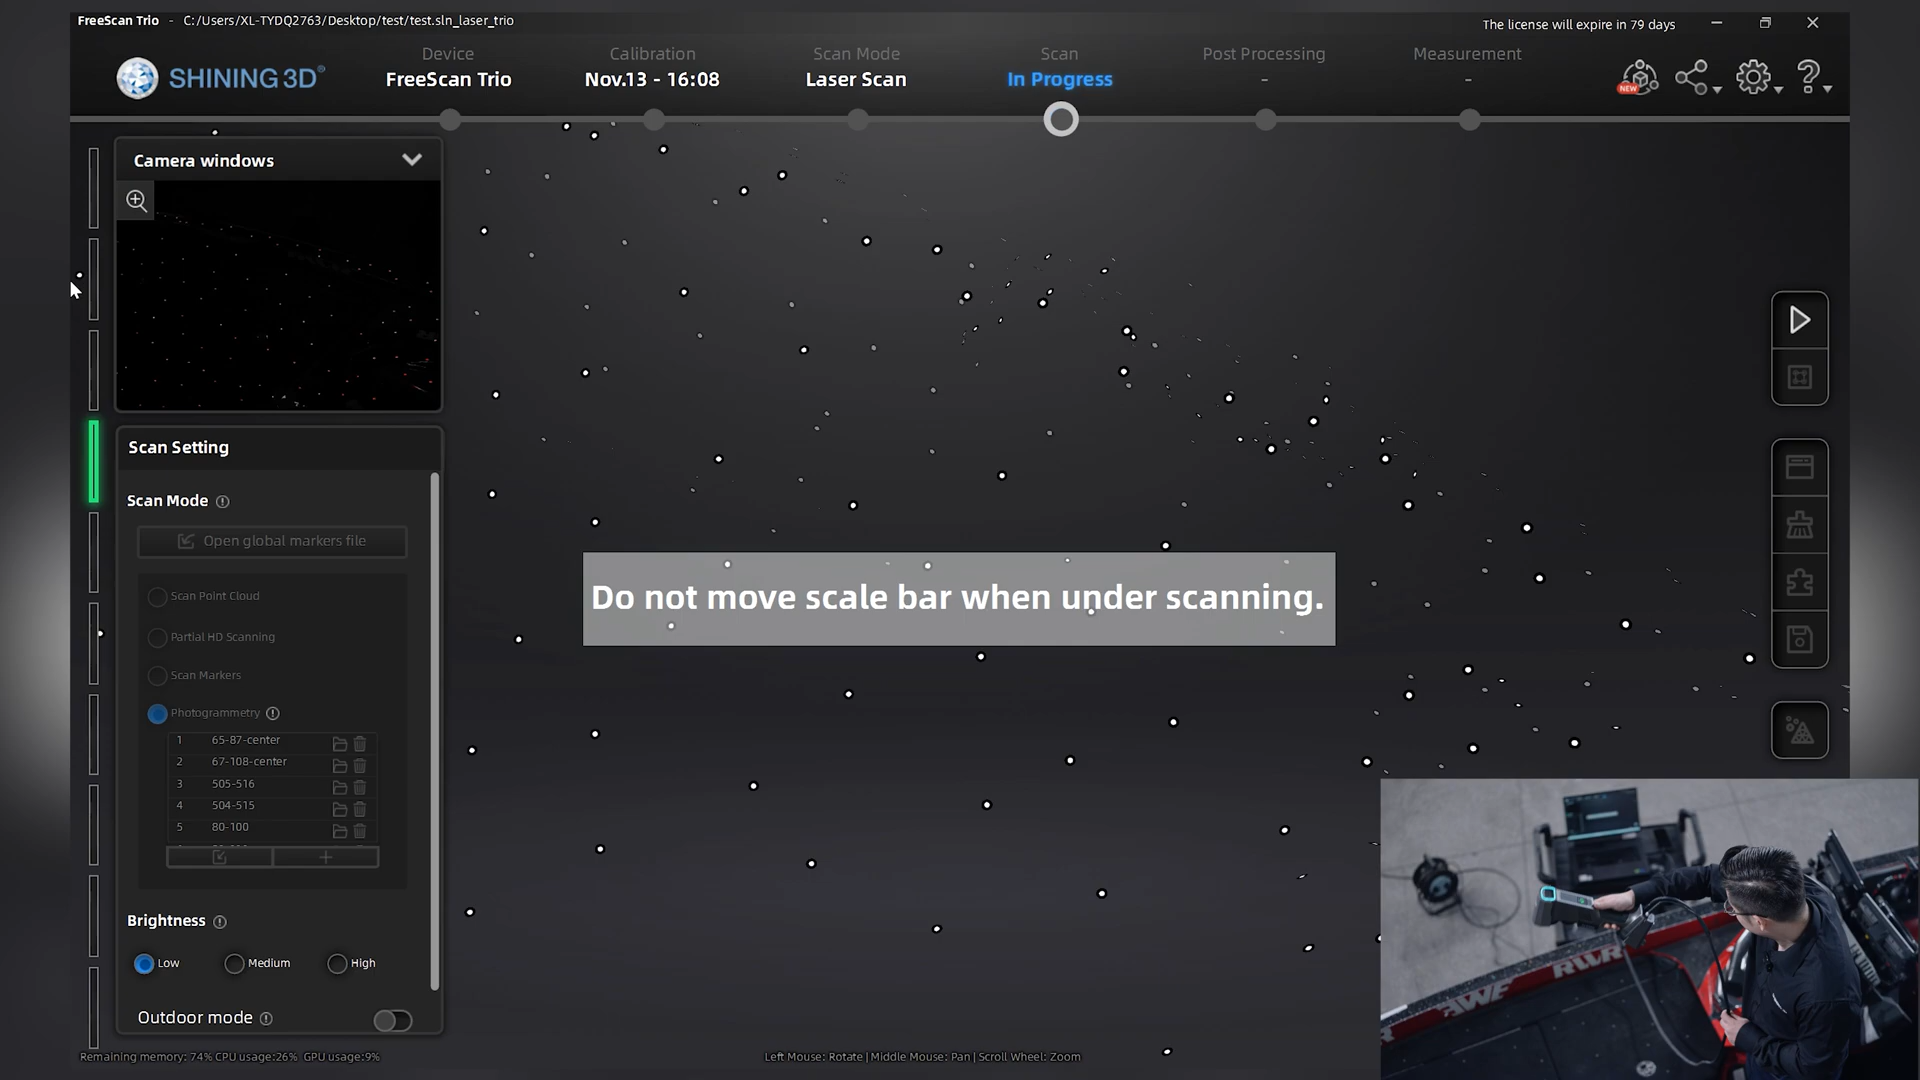 FreeScan Trio - C:/Users/XL-TYDQ2763/Desktop/test/test.sln_laser_trio
The license will expire in 79 days
SHINING 3D®
Device
FreeScan Trio
Calibration
Nov.13 - 16:08
Scan Mode
Laser Scan
Scan
In Progress
Post Processing
-
Measurement
-
NEW
Camera windows
Scan Setting
Scan Mode
Open global markers file
Scan Point Cloud
Partial HD Scanning
Scan Markers
Photogrammetry
1 65-87-center
2 67-108-center
3 505-516
4 504-515
5 80-100
Brightness
Low Medium High
Outdoor mode
Do not move scale bar when under scanning.
Remaining memory: 74% CPU usage:26% GPU usage:9%
Left Mouse: Rotate | Middle Mouse: Pan | Scroll Wheel: Zoom
RWR